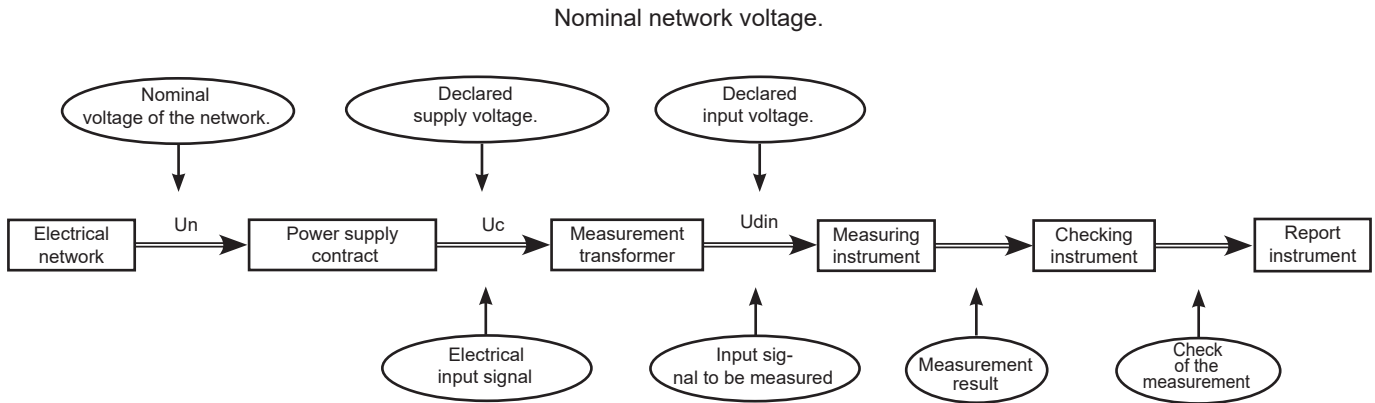 Nominal network voltage.
Nominal
voltage of the network.
Declared
supply voltage.
Declared
input voltage.
Un
Uc
Udin
Electrical
network
Power supply
contract
Measurement
transformer
Measuring
instrument
Checking
instrument
Report
instrument
Electrical
input signal
Input sig-
nal to be measured
Measurement
result
Check
of the
measurement